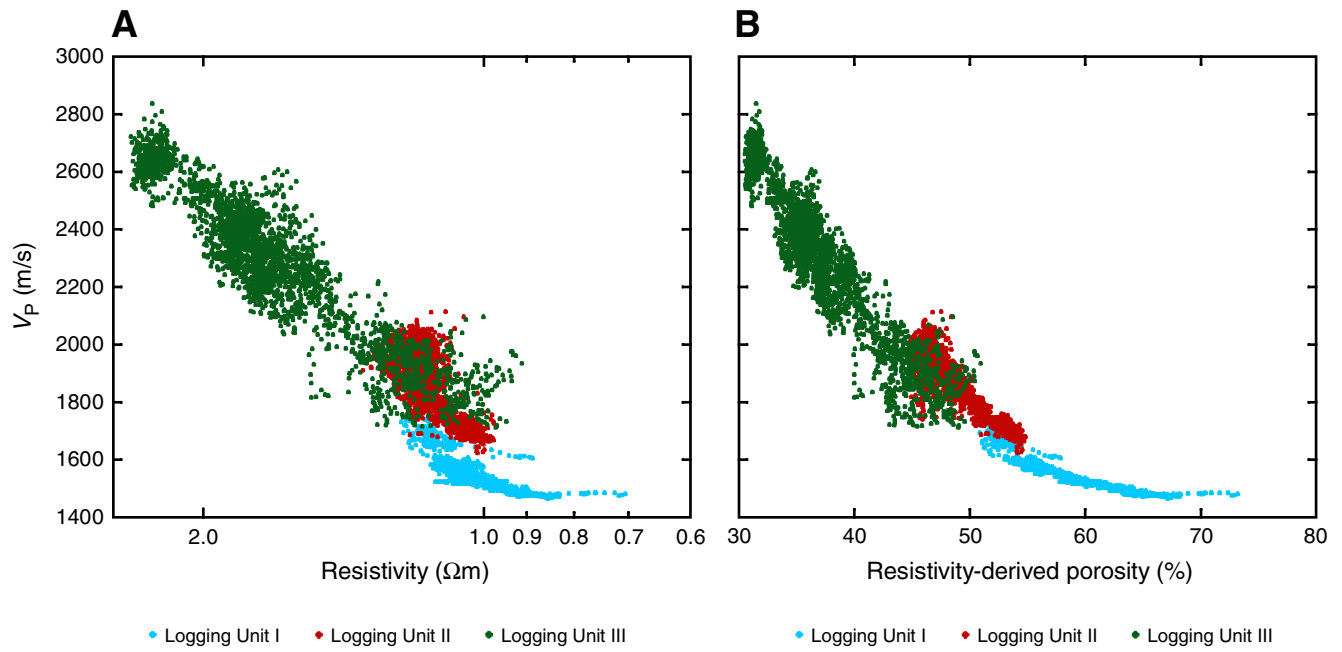 A
B
3000
2800
2600
2400
2200
2000
1800
1600
1400
V_P (m/s)
2.0 1.0 0.9 0.8 0.7 0.6
Resistivity (Ωm)
30 40 50 60 70 80
Resistivity-derived porosity (%)
Logging Unit I Logging Unit II Logging Unit III
Logging Unit I Logging Unit II Logging Unit III